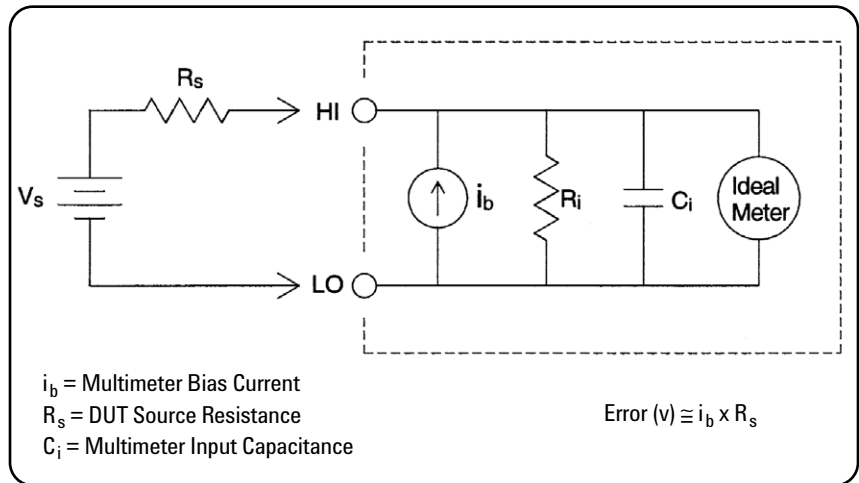 Rs
HI
Vs
ib
Ri
Ci
Ideal
Meter
LO
ib = Multimeter Bias Current
Rs = DUT Source Resistance
Ci = Multimeter Input Capacitance
Error (v) ≅ ib x Rs